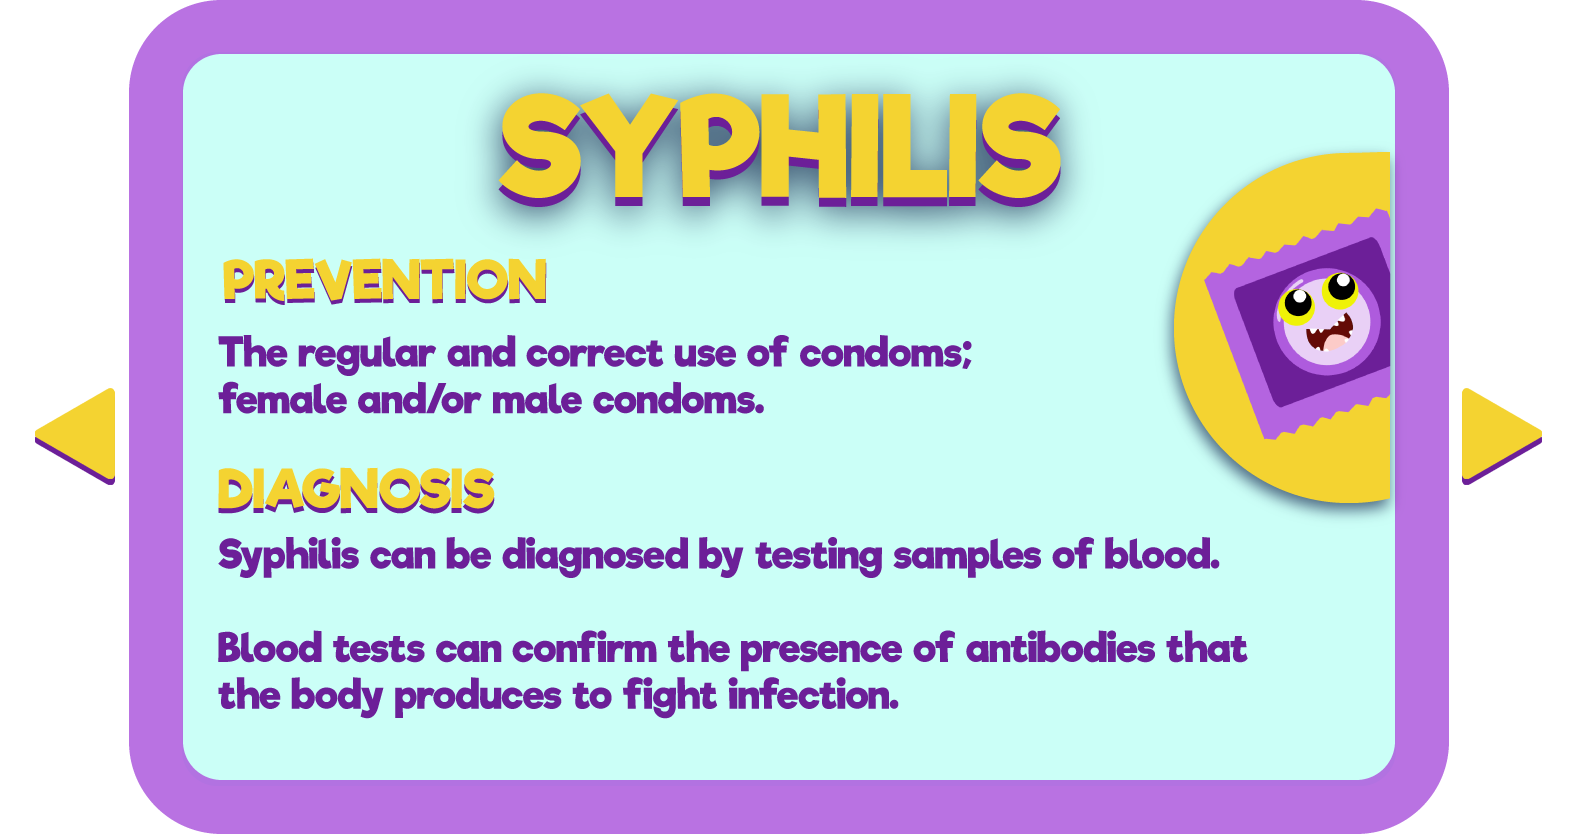 SYPHILIS
PREVENTION
The regular and correct use of condoms;
female and/or male condoms.
DIAGNOSIS
Syphilis can be diagnosed by testing samples of blood.
Blood tests can confirm the presence of antibodies that
the body produces to fight infection.